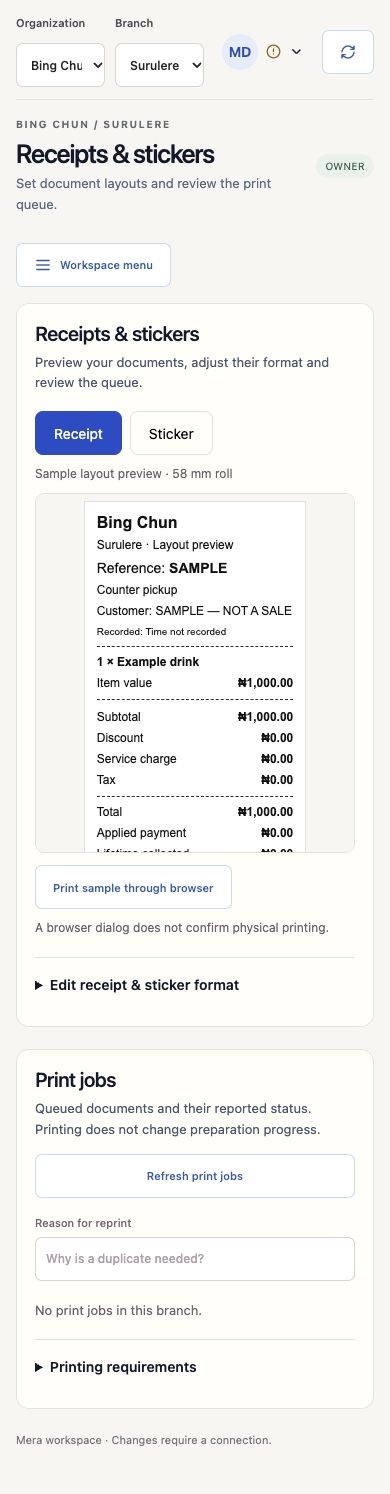 Organization Branch
Bing Chu Surulere MD
BING CHUN / SURULERE
Receipts & stickers
Set document layouts and review the print
queue.
OWNER
Workspace menu
Receipts & stickers
Preview your documents, adjust their format and
review the queue.
Receipt Sticker
Sample layout preview · 58 mm roll
Bing Chun
Surulere · Layout preview
Reference: SAMPLE
Counter pickup
Customer: SAMPLE — NOT A SALE
Recorded: Time not recorded
1 × Example drink
Item value ₦1,000.00
Subtotal ₦1,000.00
Discount ₦0.00
Service charge ₦0.00
Tax ₦0.00
Total ₦1,000.00
Applied payment ₦0.00
Print sample through browser
A browser dialog does not confirm physical printing.
Edit receipt & sticker format
Print jobs
Queued documents and their reported status.
Printing does not change preparation progress.
Refresh print jobs
Reason for reprint
Why is a duplicate needed?
No print jobs in this branch.
Printing requirements
Mera workspace · Changes require a connection.